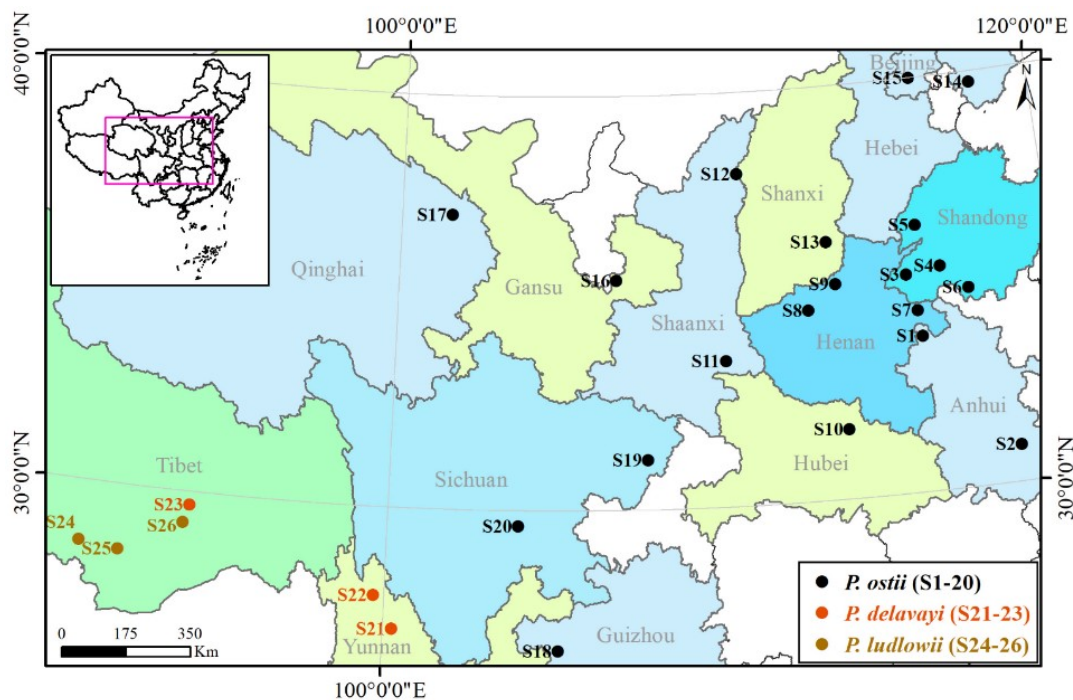 100°0'0"E
120°0'0"E
40°0'0"N
N
Beijing
S15
S14
Hebei
S12
Shanxi
S17
S5
Shandong
S13
Qinghai
S4
S3
S16
S9
S6
Gansu
S8
S7
Shaanxi
Henan
S1
S11
Anhui
S10
S2
Tibet
S19
Hubei
Sichuan
30°0'0"N
30°0'0"N
S23
S24
S26
S20
S25
P. ostii (S1-20)
S22
P. delavayi (S21-23)
0 175 350
Km
S21
Guizhou
Yunnan
P. ludlowii (S24-26)
S18
100°0'0"E
120°0'0"E